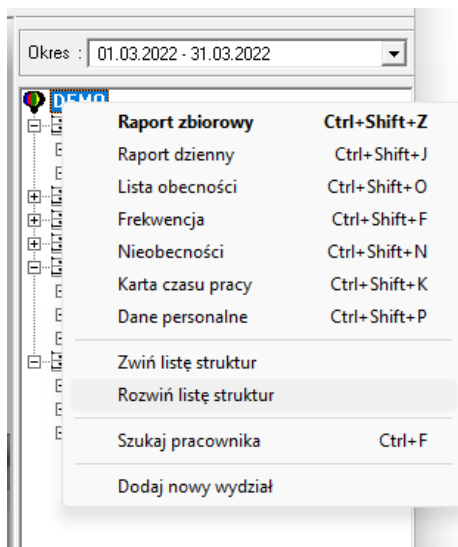 Okres : 01.03.2022 - 31.03.2022
DEMO
Raport zbiorowy Ctrl+Shift+Z
Raport dzienny Ctrl+Shift+J
Lista obecności Ctrl+Shift+O
Frekwencja Ctrl+Shift+F
Nieobecności Ctrl+Shift+N
Karta czasu pracy Ctrl+Shift+K
Dane personalne Ctrl+Shift+P
Zwiń listę struktur
Rozwiń listę struktur
Szukaj pracownika Ctrl+F
Dodaj nowy wydział